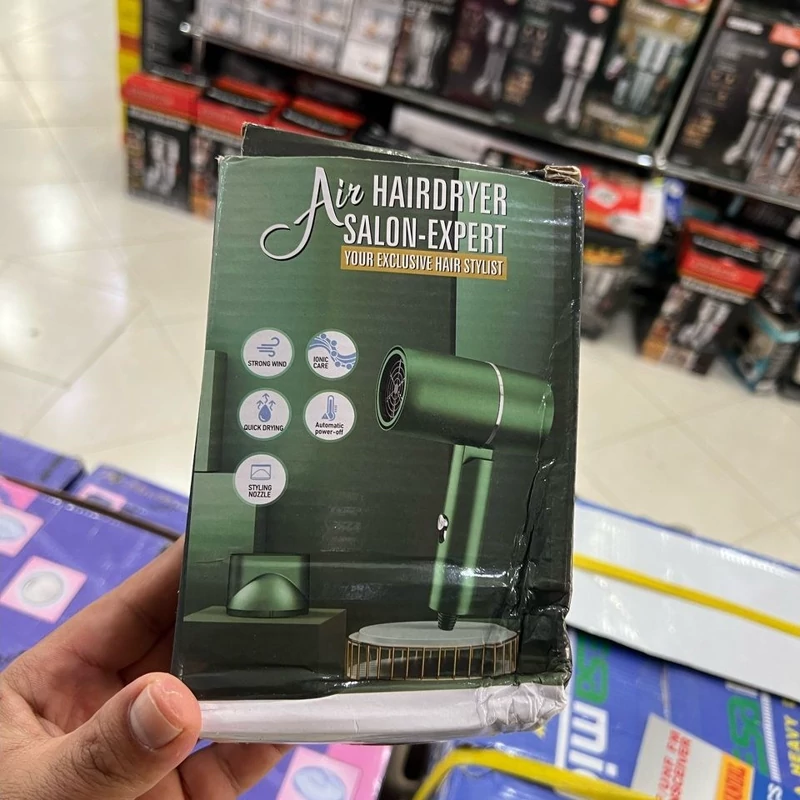 Air HAIRDRYER
SALON-EXPERT
YOUR EXCLUSIVE HAIR STYLIST
STRONG WIND
IONIC CARE
QUICK DRYING
Automatic
power-off
STYLING
NOZZLE